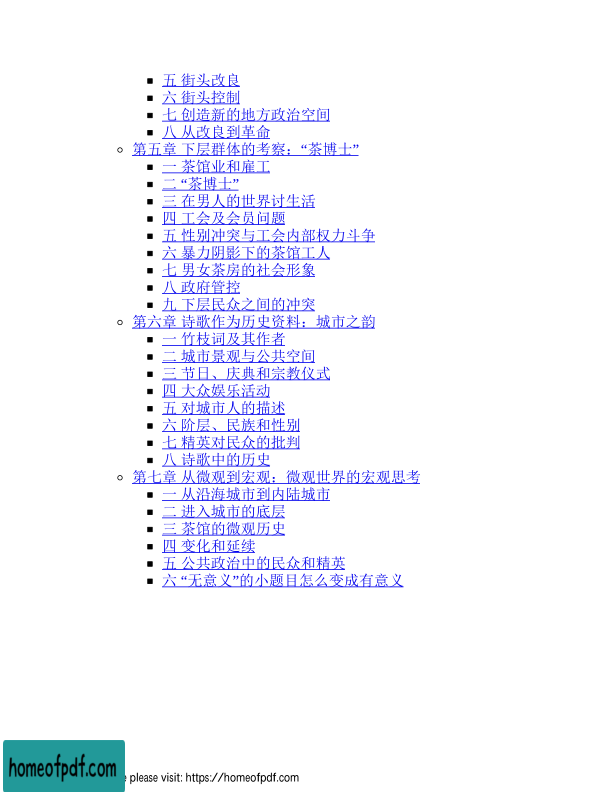 五 街头改良
六 街头控制
七 创造新的地方政治空间
八 从改良到革命
第五章 下层群体的考察：“茶博士”
一 茶馆业和雇工
二 “茶博士”
三 在男人的世界讨生活
四 工会及会员问题
五 性别冲突与工会内部权力斗争
六 暴力阴影下的茶馆工人
七 男女茶房的社会形象
八 政府管控
九 下层民众之间的冲突
第六章 诗歌作为历史资料：城市之韵
一 竹枝词及其作者
二 城市景观与公共空间
三 节日、庆典和宗教仪式
四 大众娱乐活动
五 对城市人的描述
六 阶层、民族和性别
七 精英对民众的批判
八 诗歌中的历史
第七章 从微观到宏观：微观世界的宏观思考
一 从沿海城市到内陆城市
二 进入城市的底层
三 茶馆的微观历史
四 变化和延续
五 公共政治中的民众和精英
六 “无意义”的小题目怎么变成有意义
homeofpdf.com
please visit: https://homeofpdf.com